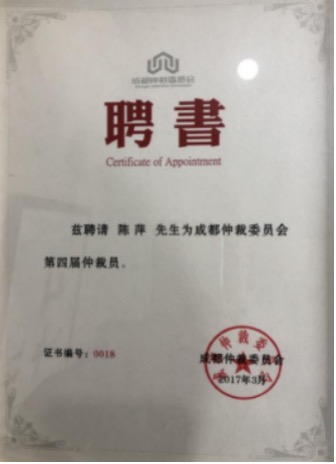 成都仲裁委员会
聘書
Certificate of Appointment
兹聘请 陈萍 先生为成都仲裁委员会
第四届仲裁员。
证书编号：0018
成都仲裁委员会
2017年3月